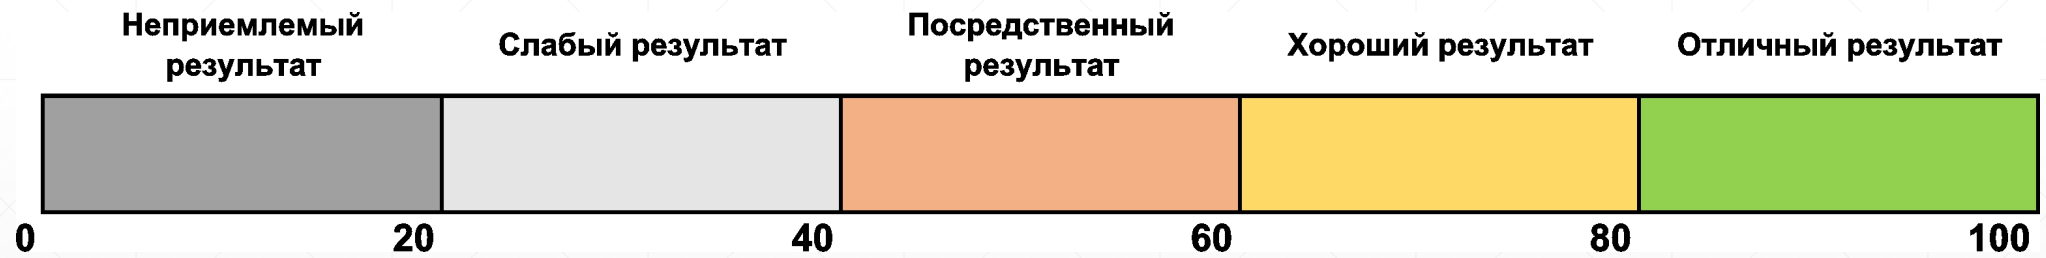 Неприемлемый
результат
Слабый результат
Посредственный
результат
Хороший результат
Отличный результат
0 20 40 60 80 100